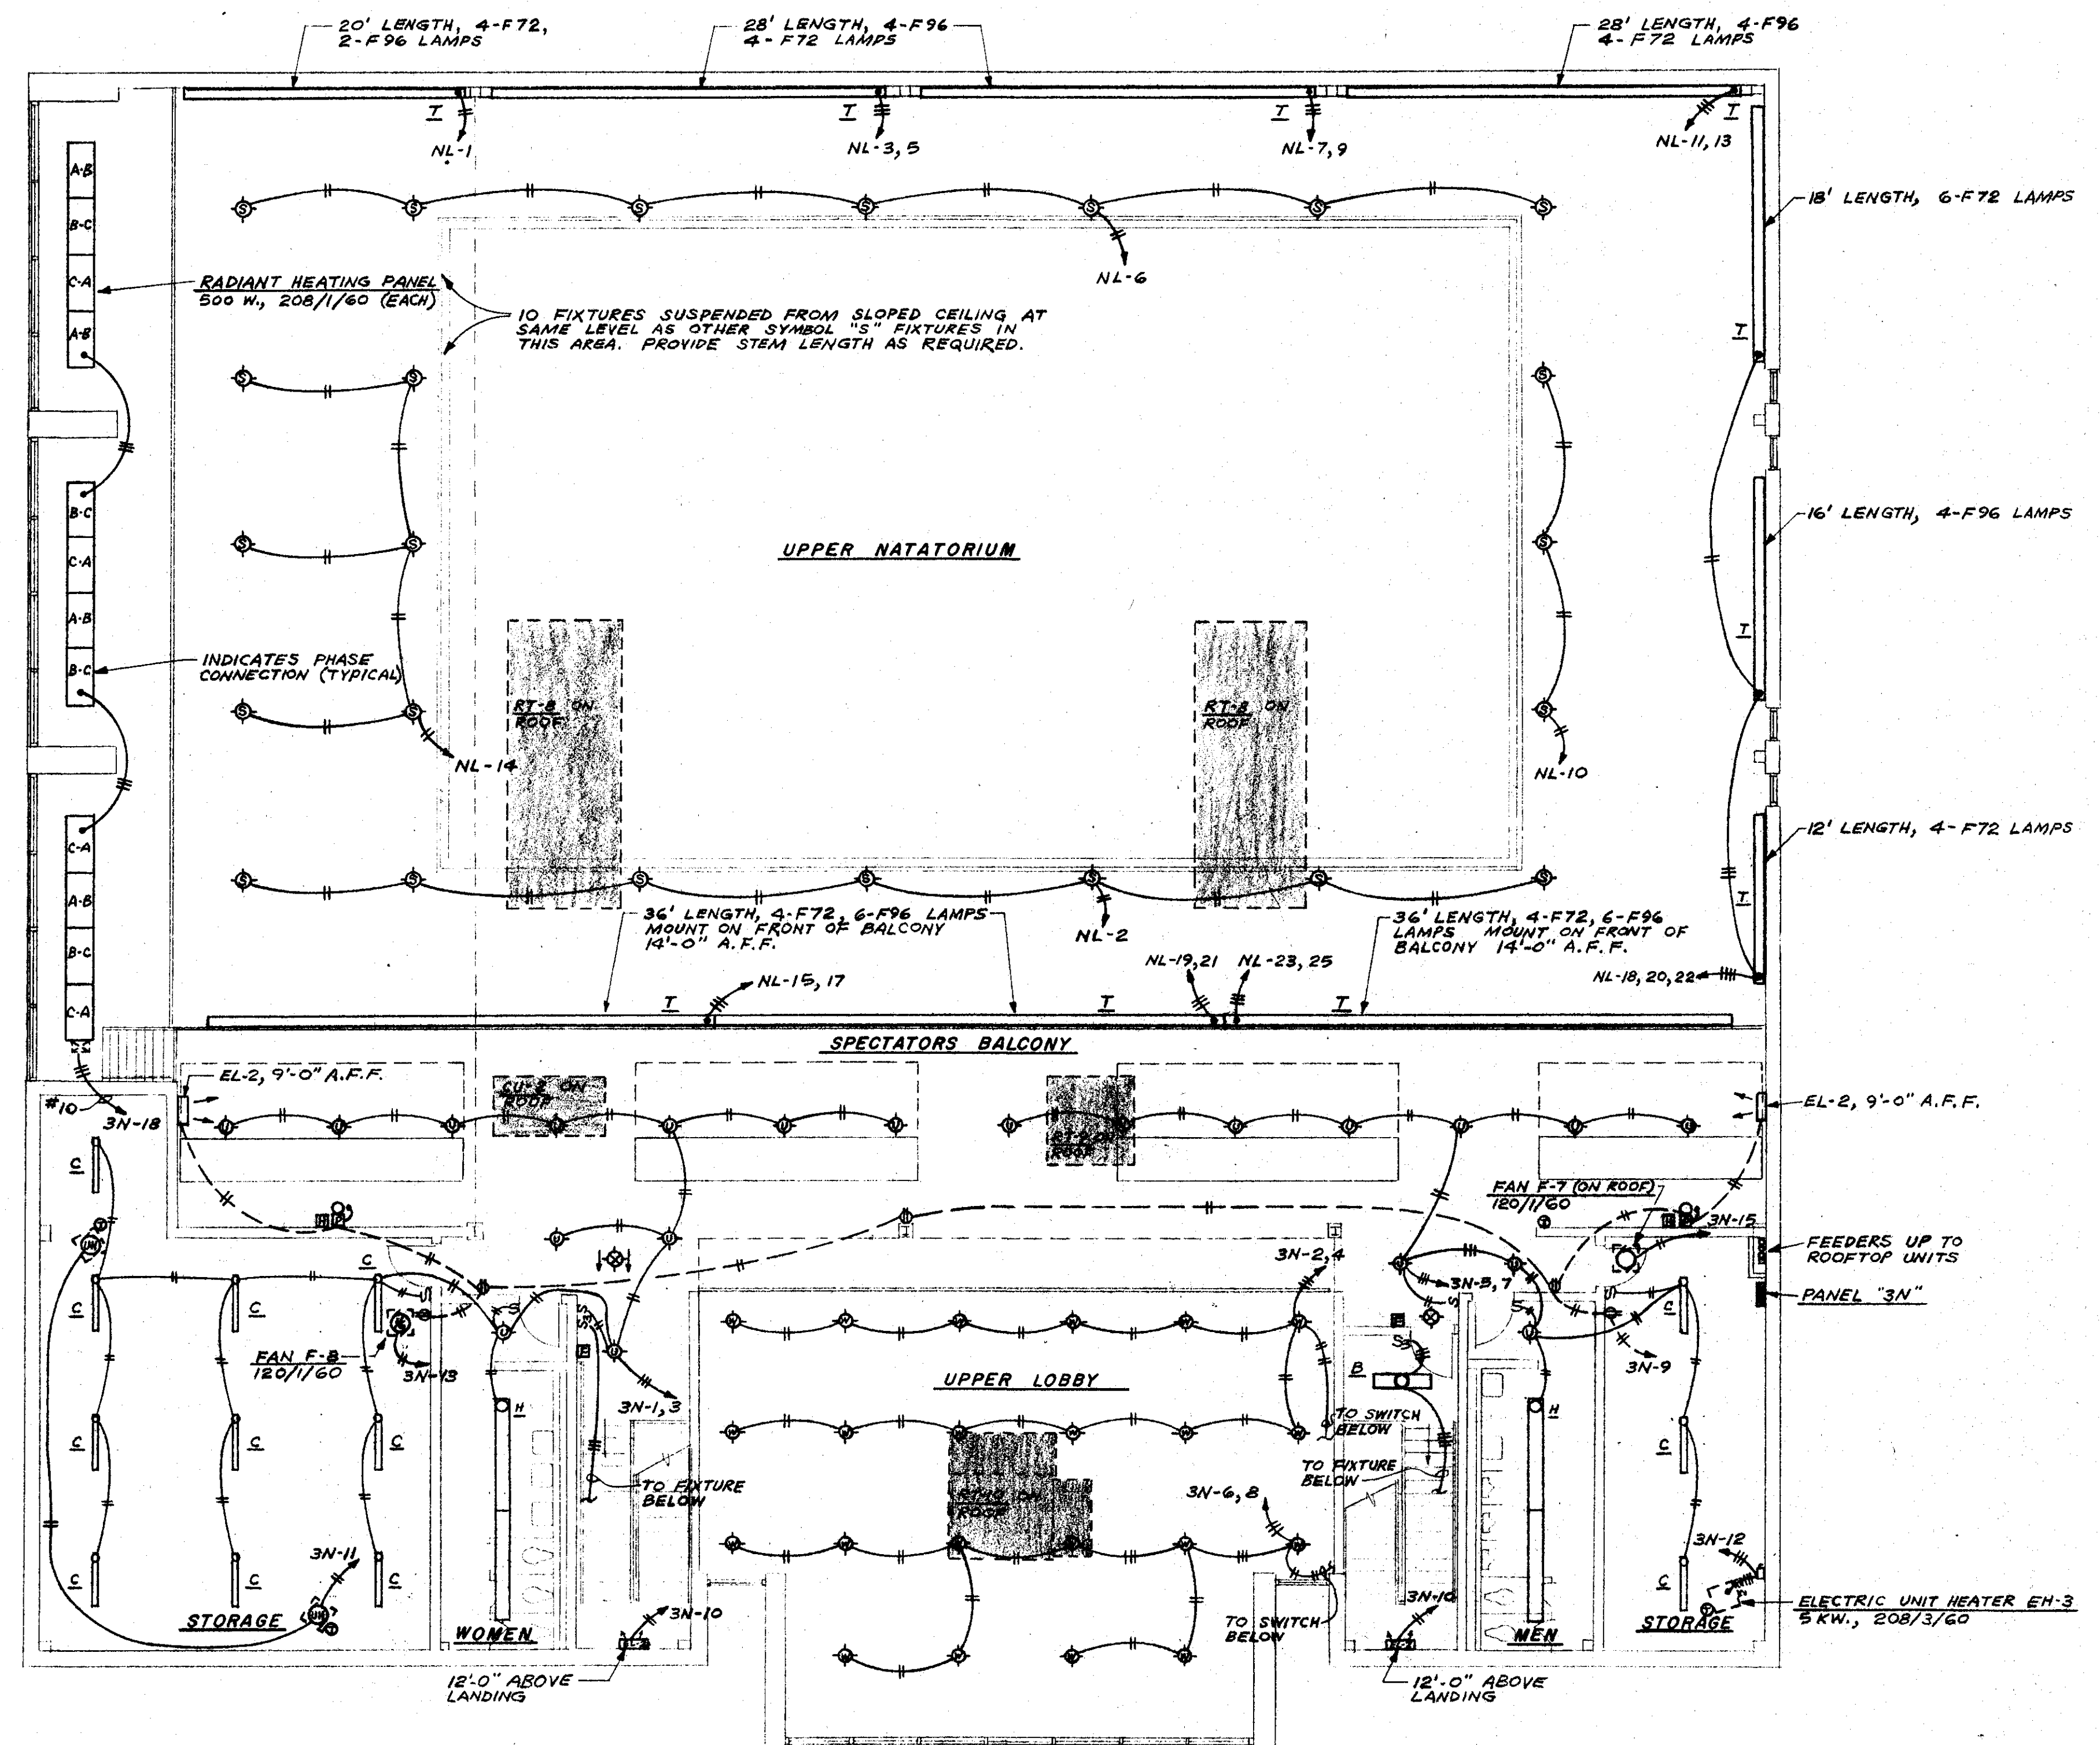 20' LENGTH, 4-F72,
2-F96 LAMPS
28' LENGTH, 4-F96
4-F72 LAMPS
28' LENGTH, 4-F96
4-F72 LAMPS
T
T
T
T
NL-1
NL-3, 5
NL-7, 9
NL-11, 13
A-B
B-C
C-A
A-B
S
S
S
S
S
S
S
18' LENGTH, 6-F72 LAMPS
NL-6
RADIANT HEATING PANEL
500 W., 208/1/60 (EACH)
10 FIXTURES SUSPENDED FROM SLOPED CEILING AT
SAME LEVEL AS OTHER SYMBOL "S" FIXTURES IN
THIS AREA. PROVIDE STEM LENGTH AS REQUIRED.
T
S
S
S
B-C
C-A
A-B
B-C
16' LENGTH, 4-F96 LAMPS
S
S
S
UPPER NATATORIUM
T
INDICATES PHASE
CONNECTION (TYPICAL)
S
S
S
RT-8 ON
ROOF
RT-8 ON
ROOF
NL-14
NL-10
12' LENGTH, 4-F72 LAMPS
C-A
A-B
B-C
C-A
S
S
S
S
S
S
S
T
36' LENGTH, 4-F72, 6-F96 LAMPS
MOUNT ON FRONT OF BALCONY
14'-0" A.F.F.
NL-2
36' LENGTH, 4-F72, 6-F96
LAMPS MOUNT ON FRONT OF
BALCONY 14'-0" A.F.F.
NL-15, 17
NL-19, 21
NL-23, 25
NL-18, 20, 22
T
T
T
SPECTATORS BALCONY
EL-2, 9'-0" A.F.F.
CU-2 ON
ROOF
EL-2, 9'-0" A.F.F.
#10
3N-18
U
U
U
U
U
U
U
U
U
U
U
U
U
ROOF
C
FAN F-7 (ON ROOF)
120/1/60
3N-15
UH
U
U
3N-2, 4
U
U
3N-5, 7
FEEDERS UP TO
ROOFTOP UNITS
PANEL "3N"
C
C
C
C
S
S
S
S
S
S
S
U
U
U
FAN F-8
120/1/60
3N-13
3N-9
W
W
W
W
W
W
UPPER LOBBY
B
H
H
3N-1, 3
TO SWITCH
BELOW
W
W
W
W
W
W
C
C
C
C
TO FIXTURE
BELOW
TO FIXTURE
BELOW
3N-6, 8
ROOF
W
W
W
W
W
W
3N-11
3N-12
C
C
C
C
UH
STORAGE
WOMEN
3N-10
TO SWITCH
BELOW
3N-10
MEN
STORAGE
ELECTRIC UNIT HEATER EH-3
5 KW., 208/3/60
W
W
W
W
12'-0" ABOVE
LANDING
12'-0" ABOVE
LANDING